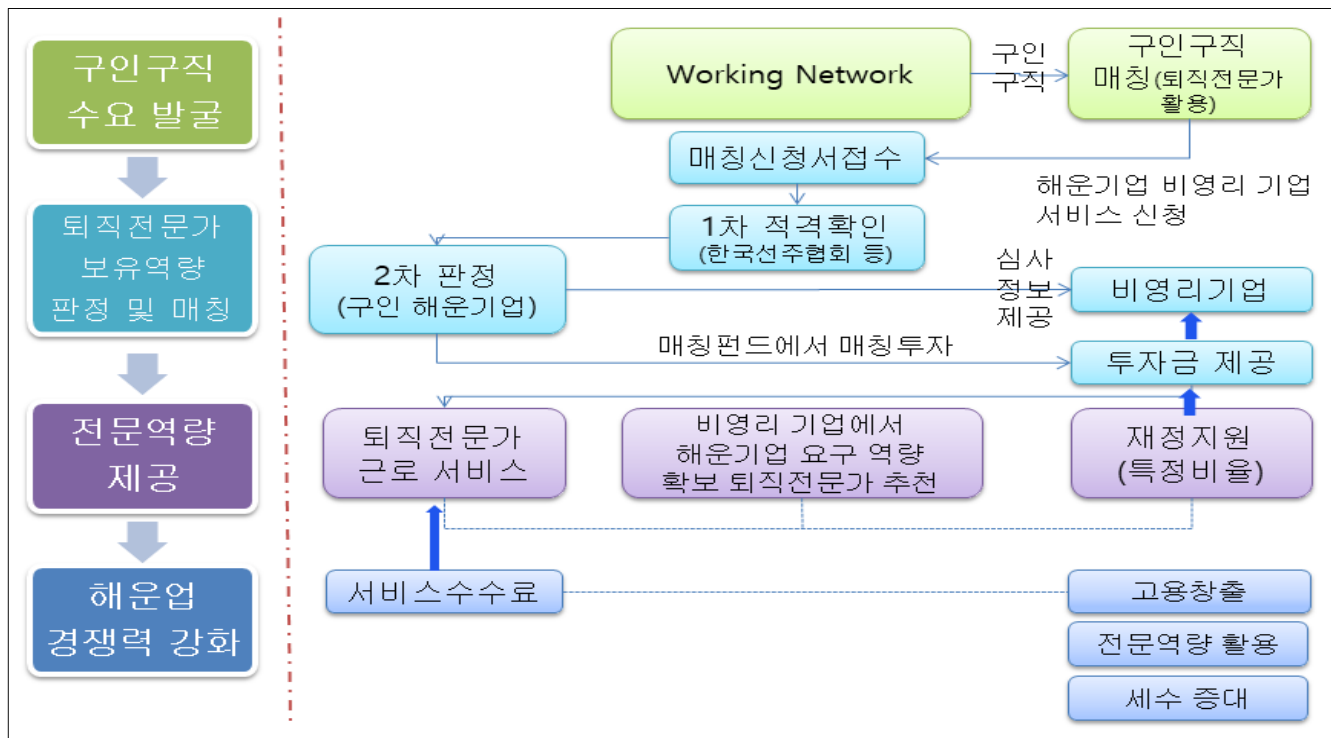 구인구직
수요 발굴
퇴직전문가
보유역량
판정 및 매칭
전문역량
제공
해운업
경쟁력 강화
Working Network
구인
구직
구인구직
매칭(퇴직전문가
활용)
매칭신청서접수
해운기업 비영리 기업
서비스 신청
1차 적격확인
(한국선주협회 등)
2차 판정
(구인 해운기업)
심사
정보
제공
비영리기업
매칭펀드에서 매칭투자
투자금 제공
퇴직전문가
근로 서비스
비영리 기업에서
해운기업 요구 역량
확보 퇴직전문가 추천
재정지원
(특정비율)
서비스수수료
고용창출
전문역량 활용
세수 증대